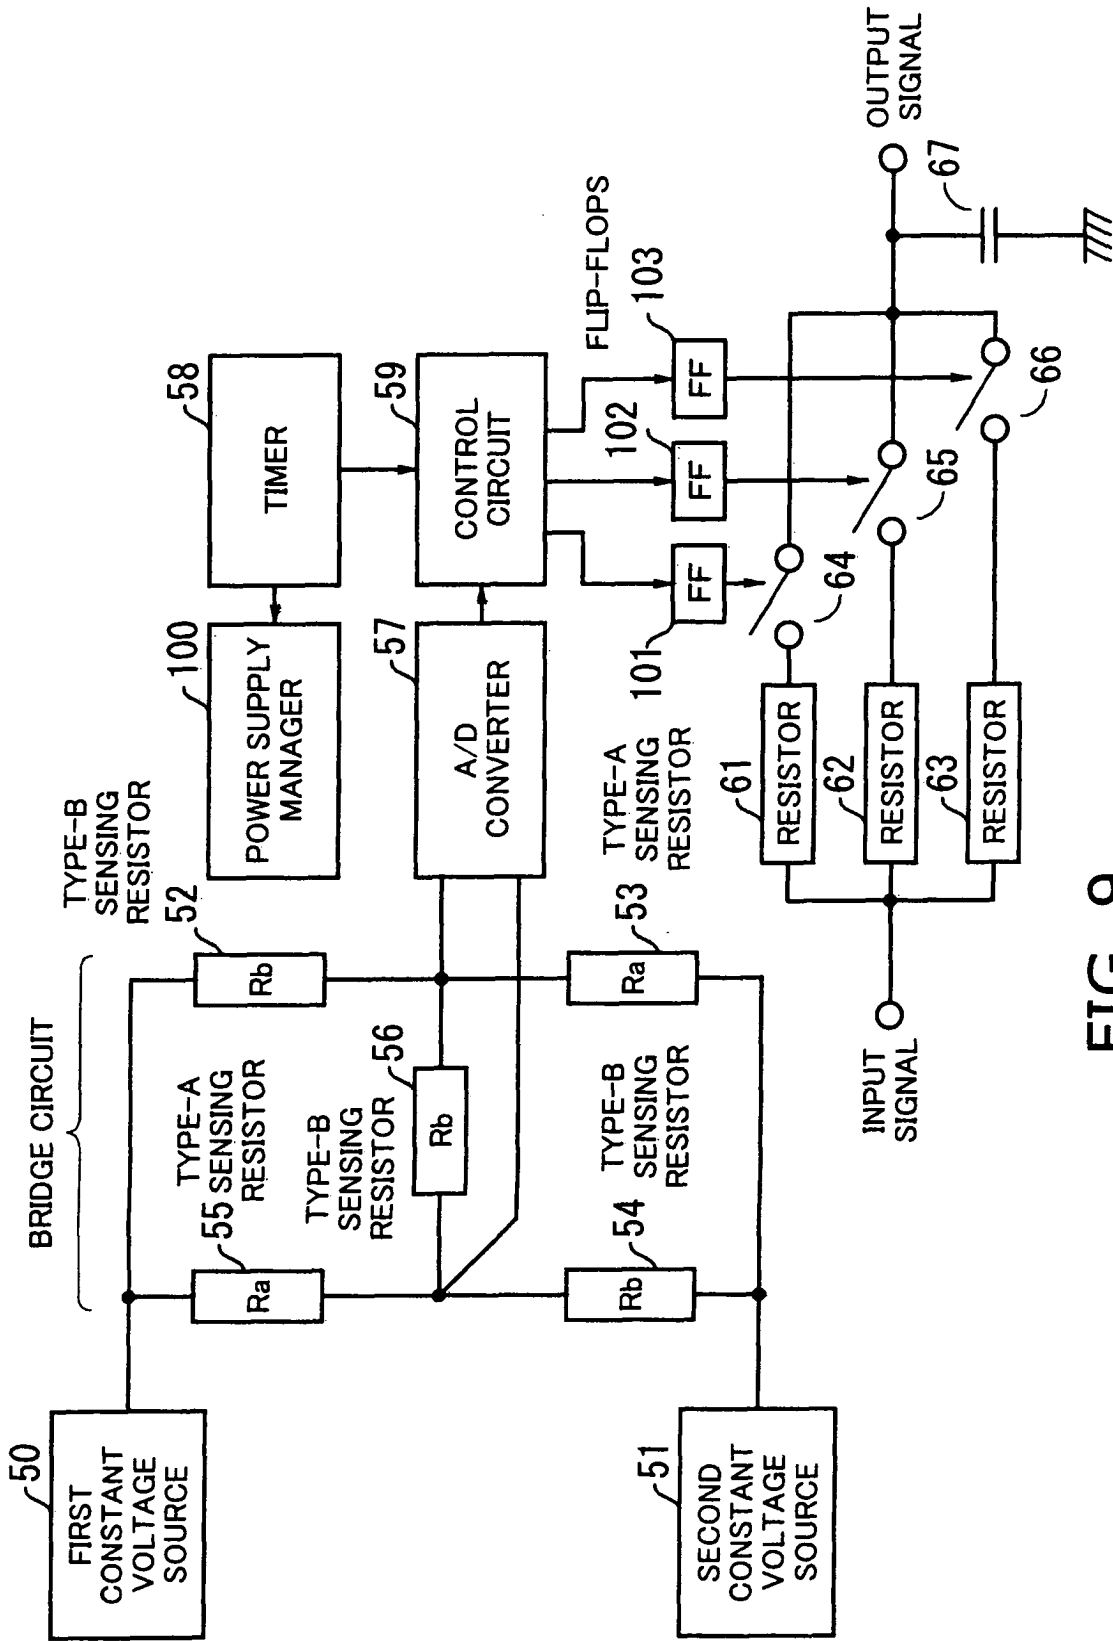 BRIDGE CIRCUIT
50
FIRST
CONSTANT
VOLTAGE
SOURCE
55
Ra
TYPE-A
SENSING
RESISTOR
52
Rb
TYPE-B
SENSING
RESISTOR
100
POWER SUPPLY
MANAGER
58
TIMER
56
Rb
TYPE-B
SENSING
RESISTOR
57
A/D
CONVERTER
59
CONTROL
CIRCUIT
51
SECOND
CONSTANT
VOLTAGE
SOURCE
54
Rb
TYPE-B
SENSING
RESISTOR
53
Ra
TYPE-A
SENSING
RESISTOR
FLIP-FLOPS
101
FF
102
FF
103
FF
INPUT
SIGNAL
61
RESISTOR
62
RESISTOR
63
RESISTOR
64
65
66
67
OUTPUT
SIGNAL